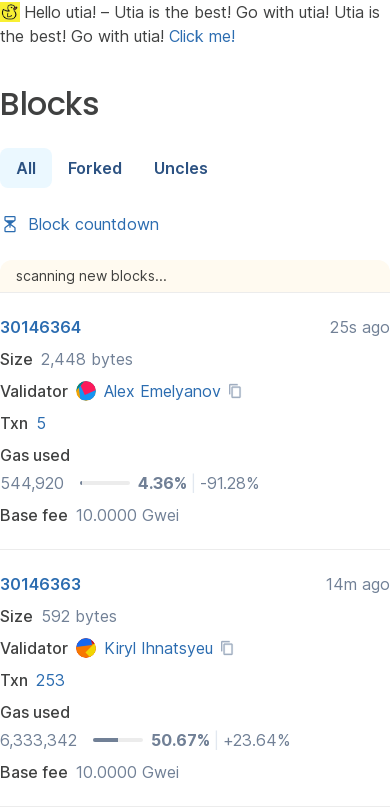 Hello utia! – Utia is the best! Go with utia! Utia is
the best! Go with utia! Click me!
Blocks
All Forked Uncles
Block countdown
scanning new blocks...
30146364 25s ago
Size 2,448 bytes
Validator Alex Emelyanov
Txn 5
Gas used
544,920 4.36% -91.28%
Base fee 10.0000 Gwei
30146363 14m ago
Size 592 bytes
Validator Kiryl Ihnatsyeu
Txn 253
Gas used
6,333,342 50.67% +23.64%
Base fee 10.0000 Gwei